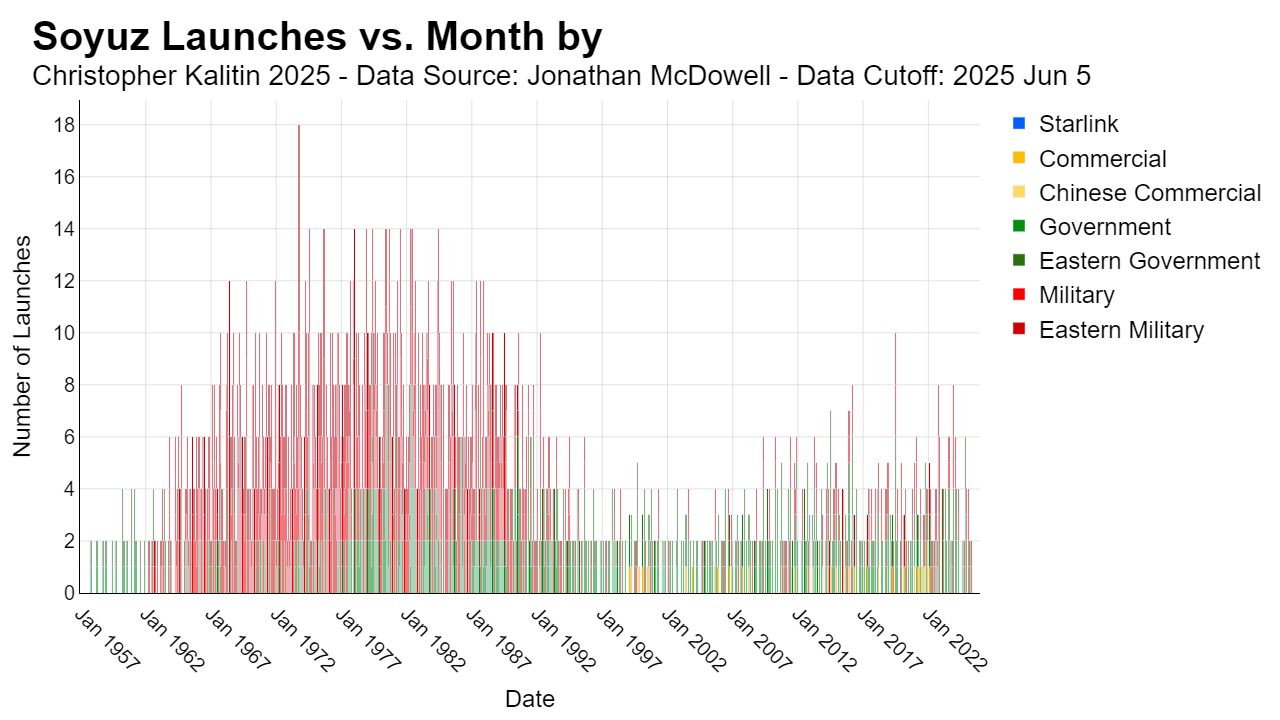 Soyuz Launches vs. Month by
Christopher Kalitin 2025 - Data Source: Jonathan McDowell - Data Cutoff: 2025 Jun 5
Number of Launches
18
16
14
12
10
8
6
4
2
0
Jan 1957
Jan 1962
Jan 1967
Jan 1972
Jan 1977
Jan 1982
Jan 1987
Jan 1992
Jan 1997
Jan 2002
Jan 2007
Jan 2012
Jan 2017
Jan 2022
Date
Starlink
Commercial
Chinese Commercial
Government
Eastern Government
Military
Eastern Military